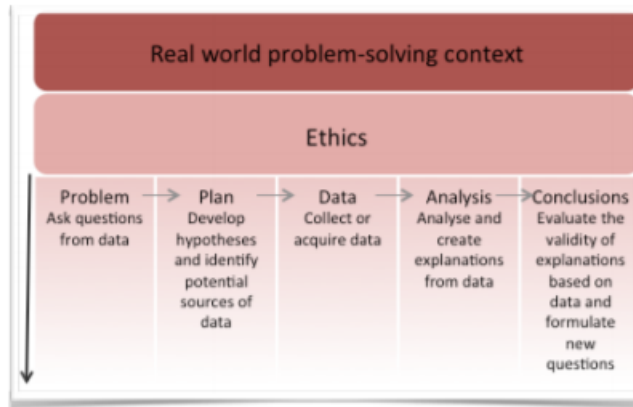 Real world problem-solving context
Ethics
Problem
Ask questions
from data
Plan
Develop
hypotheses
and identify
potential
sources of
data
Data
Collect or
acquire data
Analysis
Analyse and
create
explanations
from data
Conclusions
Evaluate the
validity of
explanations
based on
data and
formulate
new
questions